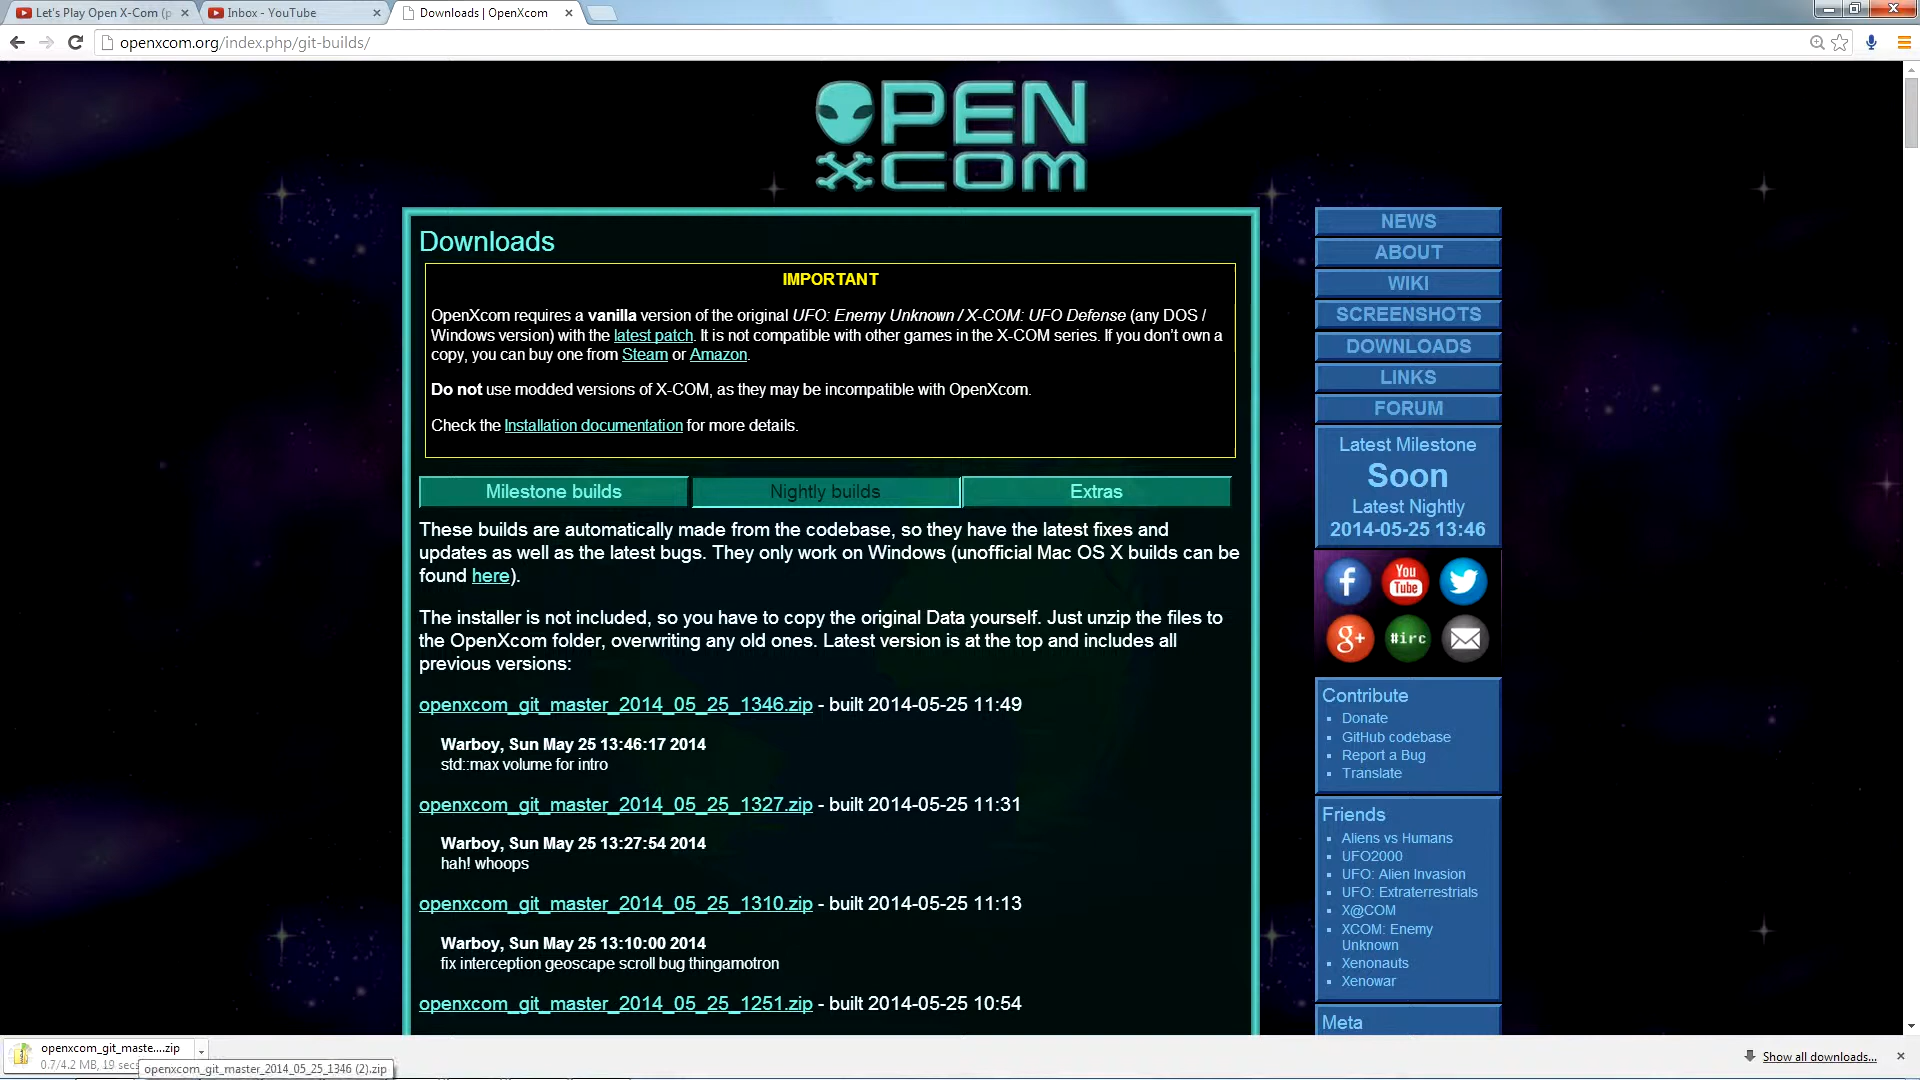 Let's Play Open X-Com (p
Inbox - YouTube
Downloads | OpenXcom
openxcom.org/index.php/git-builds/
OPEN
XCOM
Downloads
IMPORTANT
OpenXcom requires a vanilla version of the original UFO: Enemy Unknown / X-COM: UFO Defense (any DOS /
Windows version) with the latest patch. It is not compatible with other games in the X-COM series. If you don't own a
copy, you can buy one from Steam or Amazon.
Do not use modded versions of X-COM, as they may be incompatible with OpenXcom.
Check the Installation documentation for more details.
Milestone builds
Nightly builds
Extras
These builds are automatically made from the codebase, so they have the latest fixes and
updates as well as the latest bugs. They only work on Windows (unofficial Mac OS X builds can be
found here).
The installer is not included, so you have to copy the original Data yourself. Just unzip the files to
the OpenXcom folder, overwriting any old ones. Latest version is at the top and includes all
previous versions:
openxcom_git_master_2014_05_25_1346.zip - built 2014-05-25 11:49
Warboy, Sun May 25 13:46:17 2014
std::max volume for intro
openxcom_git_master_2014_05_25_1327.zip - built 2014-05-25 11:31
Warboy, Sun May 25 13:27:54 2014
hah! whoops
openxcom_git_master_2014_05_25_1310.zip - built 2014-05-25 11:13
Warboy, Sun May 25 13:10:00 2014
fix interception geoscape scroll bug thingamotron
openxcom_git_master_2014_05_25_1251.zip - built 2014-05-25 10:54
NEWS
ABOUT
WIKI
SCREENSHOTS
DOWNLOADS
LINKS
FORUM
Latest Milestone
Soon
Latest Nightly
2014-05-25 13:46
You
Tube
g+
#irc
Contribute
Donate
GitHub codebase
Report a Bug
Translate
Friends
Aliens vs Humans
UFO2000
UFO: Alien Invasion
UFO: Extraterrestrials
X@COM
XCOM: Enemy
Unknown
Xenonauts
Xenowar
Meta
openxcom_git_maste....zip
0.7/4.2 MB, 19 secs
openxcom_git_master_2014_05_25_1346 (2).zip
Show all downloads...